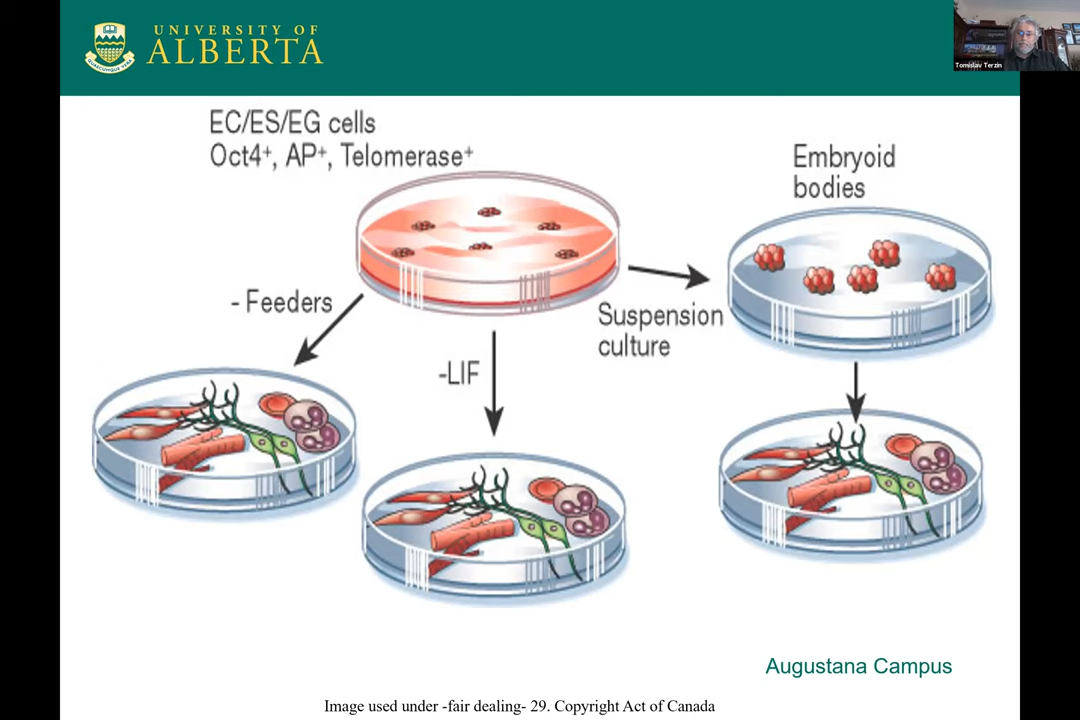 UNIVERSITY OF
ALBERTA
Tomislav Terzin
EC/ES/EG cells
Oct4⁺, AP⁺, Telomerase⁺
Embryoid
bodies
- Feeders
-LIF
Suspension
culture
Augustana Campus
Image used under -fair dealing- 29. Copyright Act of Canada